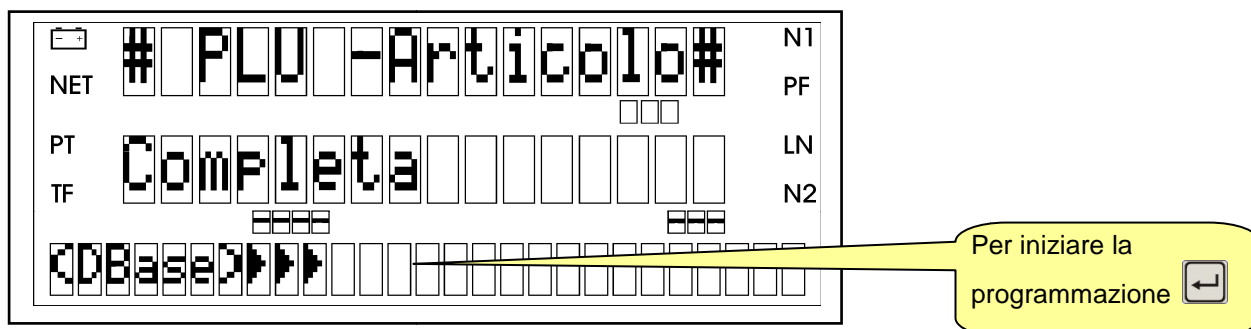 # PLU -Articolo#
N1
NET
PF
PT
Completa
LN
TF
N2
---- ---
<DBase>
Per iniziare la
programmazione